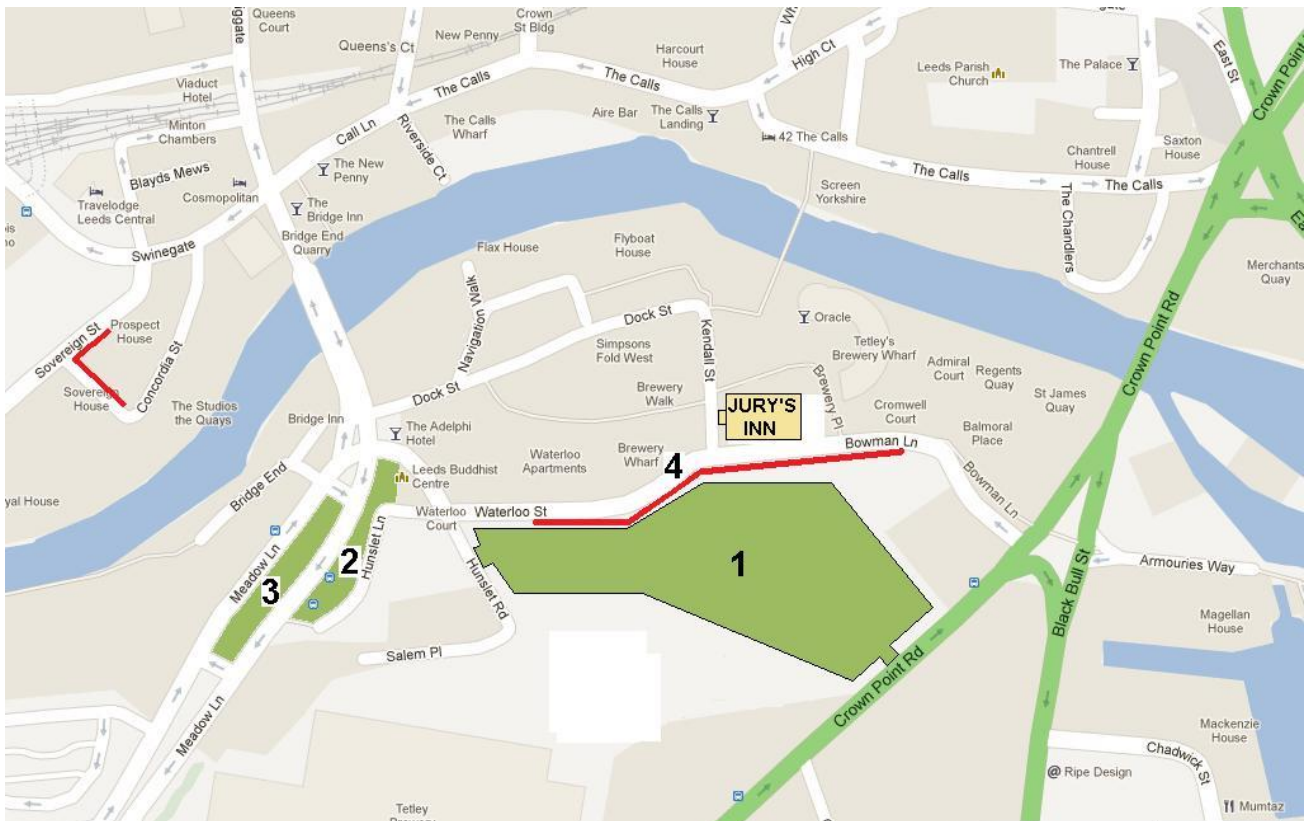 Queens
Court
Crown
St Bldg
New Penny
Queens's Ct
Harcourt
House
High Ct
East St
The Palace
Crown Point
Leeds Parish
Church
Viaduct
Hotel
The Calls
The Calls
Minton
Chambers
Call Ln
Riverside Ct
The Calls
Wharf
Aire Bar
The Calls
Landing
42 The Calls
Chantrell
House
Saxton
House
Blayds Mews
The New
Penny
Travelodge
Leeds Central
Cosmopolitan
The Calls
The Calls
The
Bridge Inn
Screen
Yorkshire
The Chandlers
Swinegate
Bridge End
Quarry
Flax House
Flyboat
House
Merchants
Quay
Navigation Walk
Dock St
Kendall St
Oracle
Crown Point Rd
Sovereign St
Prospect
House
Concordia St
Simpsons
Fold West
Tetley's
Brewery Wharf
Admiral
Court
Regents
Quay
Sovereign
House
The Studios
the Quays
Dock St
Brewery
Walk
Brewery Pl
St James
Quay
Bridge Inn
The Adelphi
Hotel
JURY'S
INN
Cromwell
Court
Bowman Ln
Balmoral
Place
Waterloo
Apartments
Brewery
Wharf
4
Leeds Buddhist
Centre
Bridge End
Bowman Ln
Waterloo
Court
Waterloo St
Meadow Ln
3
2
Hunslet Ln
1
Hunslet Rd
Armouries Way
Black Bull St
Magellan
House
Salem Pl
Crown Point Rd
Meadow Ln
Mackenzie
House
Chadwick St
Ripe Design
Mumtaz
Tetley